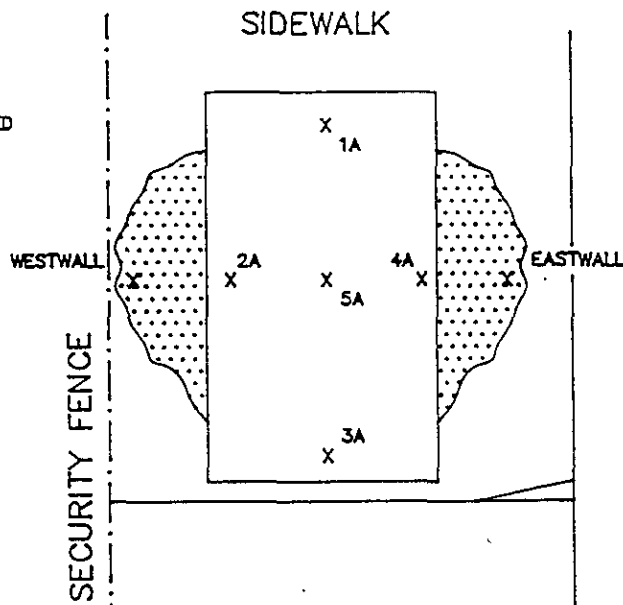 SIDEWALK
X 1A
WESTWALL X
X 2A
X 5A
4A X
X EASTWALL
X 3A
SECURITY FENCE